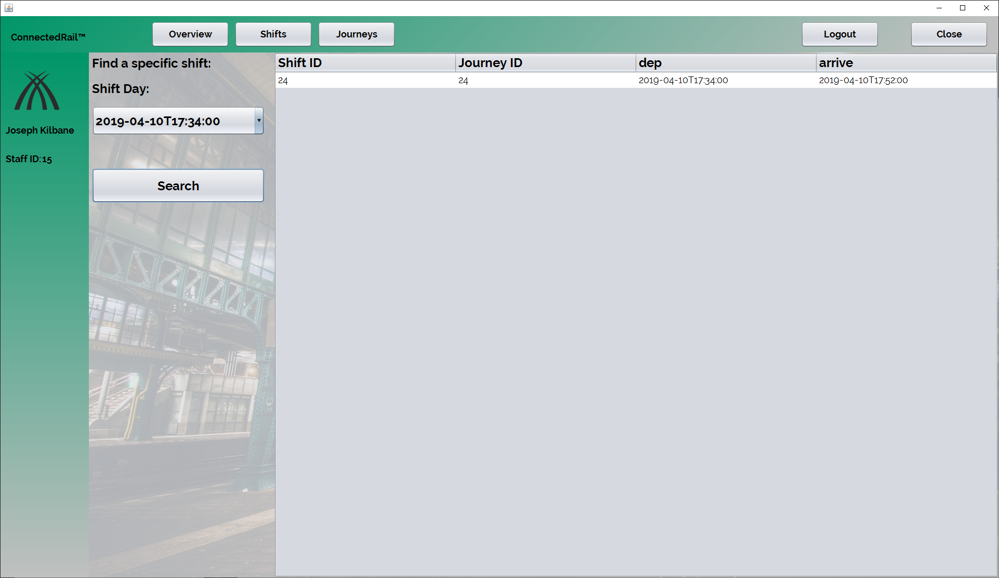 ConnectedRail™
Overview
Shifts
Journeys
Logout
Close
Joseph Kilbane
Staff ID: 15
Find a specific shift:
Shift Day:
2019-04-10T17:34:00
Search
Shift ID Journey ID dep arrive
24 24 2019-04-10T17:34:00 2019-04-10T17:52:00